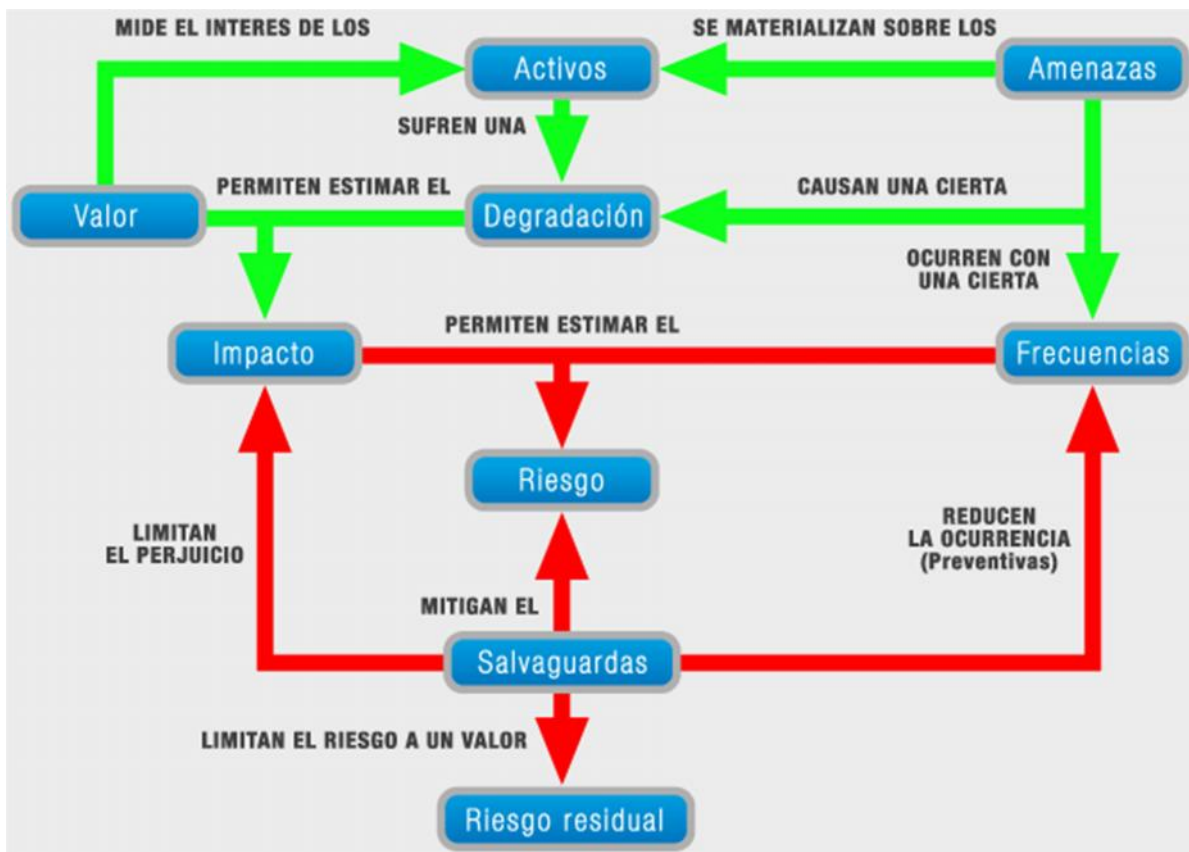 MIDE EL INTERES DE LOS
SE MATERIALIZAN SOBRE LOS
Activos
Amenazas
SUFREN UNA
PERMITEN ESTIMAR EL
CAUSAN UNA CIERTA
Valor
Degradación
OCURREN CON
UNA CIERTA
PERMITEN ESTIMAR EL
Impacto
Frecuencias
Riesgo
LIMITAN
EL PERJUICIO
REDUCEN
LA OCURRENCIA
(Preventivas)
MITIGAN EL
Salvaguardas
LIMITAN EL RIESGO A UN VALOR
Riesgo residual